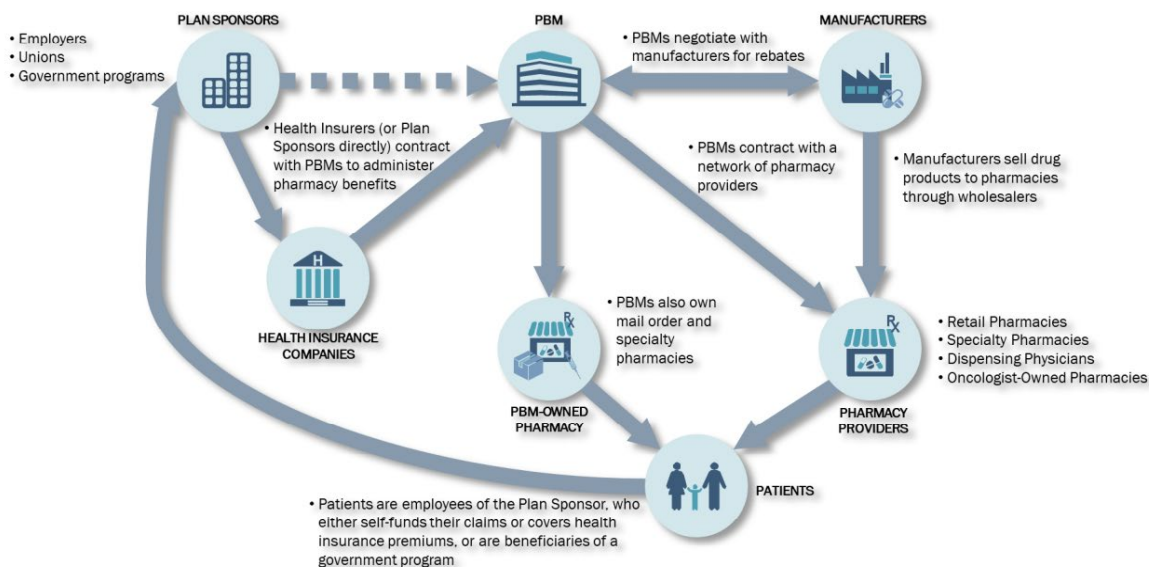 PLAN SPONSORS
• Employers
• Unions
• Government programs
PBM
MANUFACTURERS
• PBMs negotiate with
manufacturers for rebates
• Health Insurers (or Plan
Sponsors directly) contract
with PBMs to administer
pharmacy benefits
• PBMs contract with a
network of pharmacy
providers
• Manufacturers sell drug
products to pharmacies
through wholesalers
H
HEALTH INSURANCE
COMPANIES
• PBMs also own
mail order and
specialty
pharmacies
Rx
PBM-OWNED
PHARMACY
Rx
PHARMACY
PROVIDERS
• Retail Pharmacies
• Specialty Pharmacies
• Dispensing Physicians
• Oncologist-Owned Pharmacies
PATIENTS
• Patients are employees of the Plan Sponsor, who
either self-funds their claims or covers health
insurance premiums, or are beneficiaries of a
government program